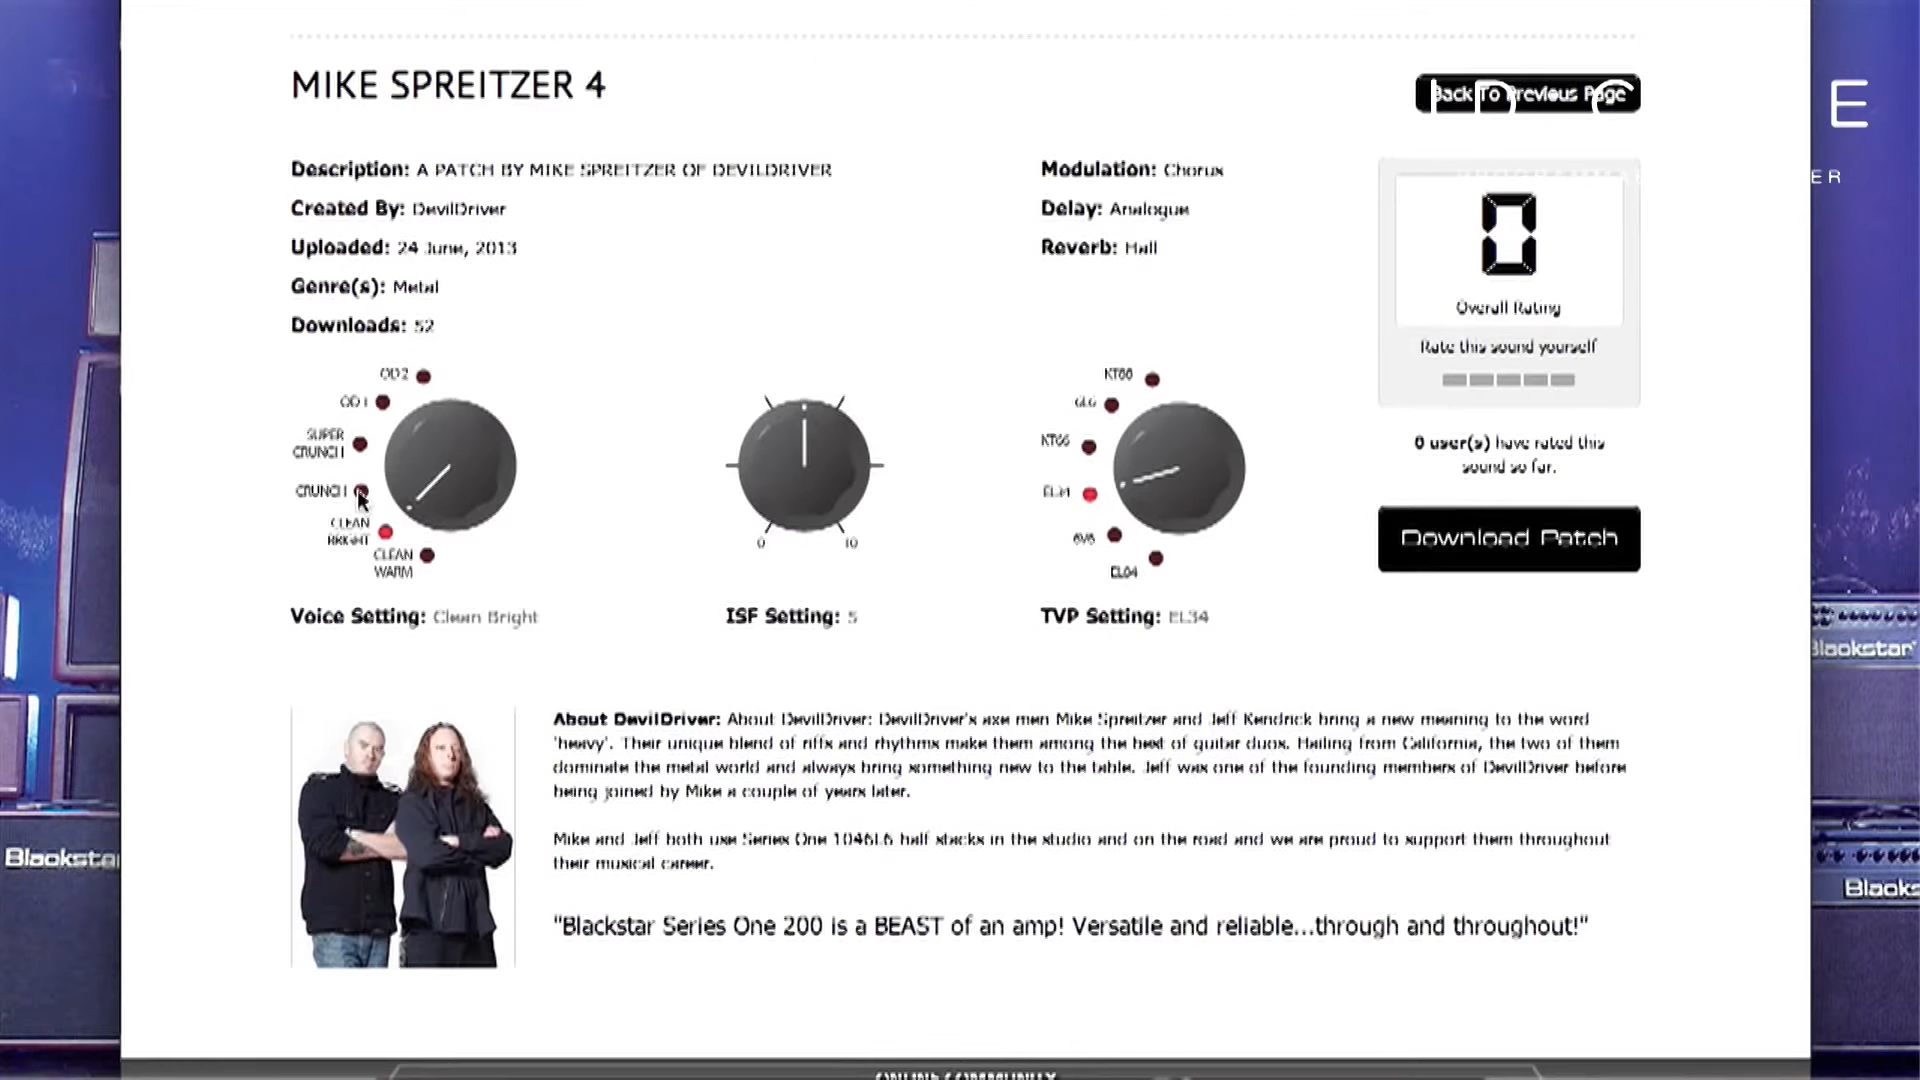 MIKE SPREITZER 4
Back To Previous Page
E
ER
Description: A PATCH BY MIKE SPREITZER OF DEVILDRIVER
Created By: DevilDriver
Uploaded: 24 June, 2013
Genre(s): Metal
Downloads: 52
Modulation: Chorus
Delay: Analogue
Reverb: Hall
0
Overall Rating
Rate this sound yourself
0 user(s) have rated this
sound so far.
Download Patch
OD2
OD1
SUPER
CRUNCH
CRUNCH
CLEAN
BRIGHT
CLEAN
WARM
0
10
KT88
6L6
KT66
EL34
6V6
EL84
Voice Setting: Clean Bright
ISF Setting: 5
TVP Setting: EL34
About DevilDriver: About DevilDriver: DevilDriver's axe men Mike Spreitzer and Jeff Kendrick bring a new meaning to the word
'heavy'. Their unique blend of riffs and rhythms make them among the best of guitar duos. Hailing from California, the two of them
dominate the metal world and always bring something new to the table. Jeff was one of the founding members of DevilDriver before
being joined by Mike a couple of years later.
Mike and Jeff both use Series One 1046L6 half stacks in the studio and on the road and we are proud to support them throughout
their musical career.
"Blackstar Series One 200 is a BEAST of an amp! Versatile and reliable...through and throughout!"
Blackstar
Blacks
Blacksta
ONLINE COMMUNITY